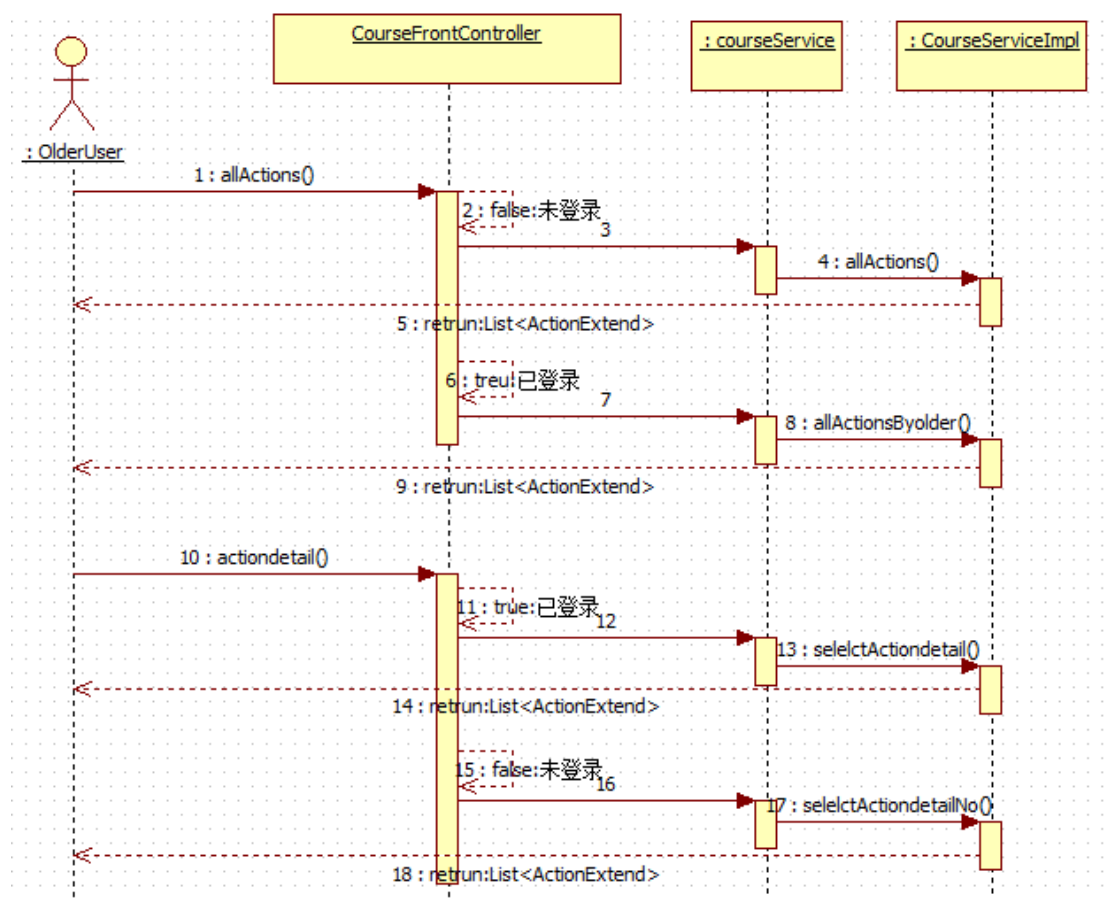 CourseFrontController
: courseService
: CourseServiceImpl
: OlderUser
1 : allActions()
2 : false:未登录
3
4 : allActions()
5 : retrun:List<ActionExtend>
6 : treu:已登录
7
8 : allActionsByolder()
9 : retrun:List<ActionExtend>
10 : actiondetail()
11 : true:已登录
12
13 : selelctActiondetail()
14 : retrun:List<ActionExtend>
15 : false:未登录
16
17 : selelctActiondetailNo()
18 : retrun:List<ActionExtend>